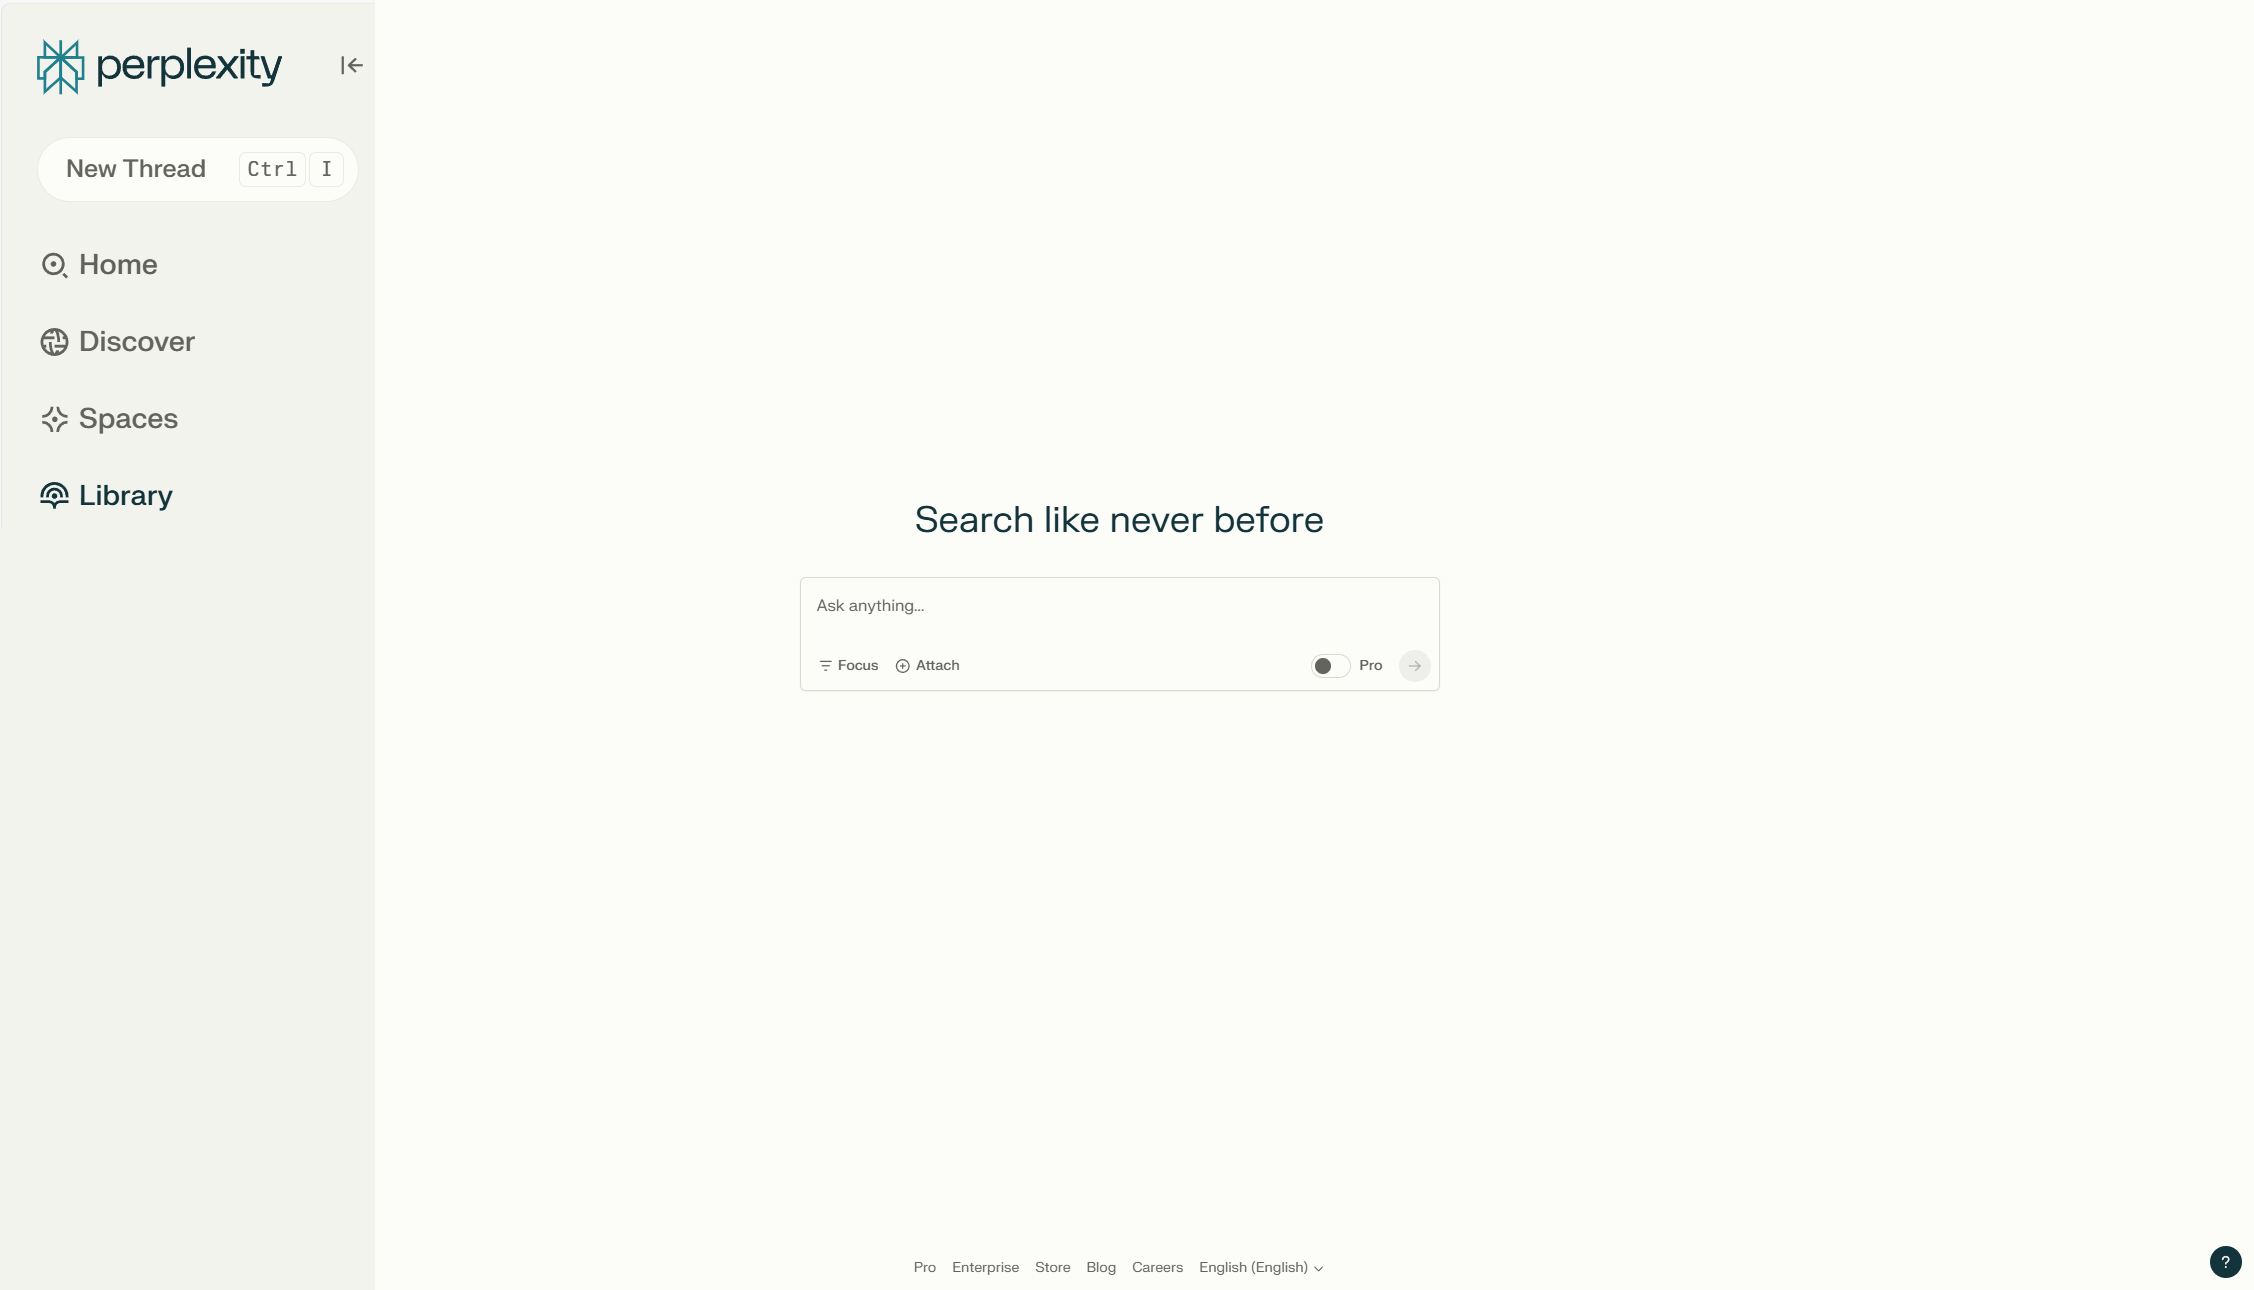 perplexity
New Thread Ctrl I
Home
Discover
Spaces
Library
Search like never before
Ask anything...
Focus Attach Pro
Pro Enterprise Store Blog Careers English (English)
?